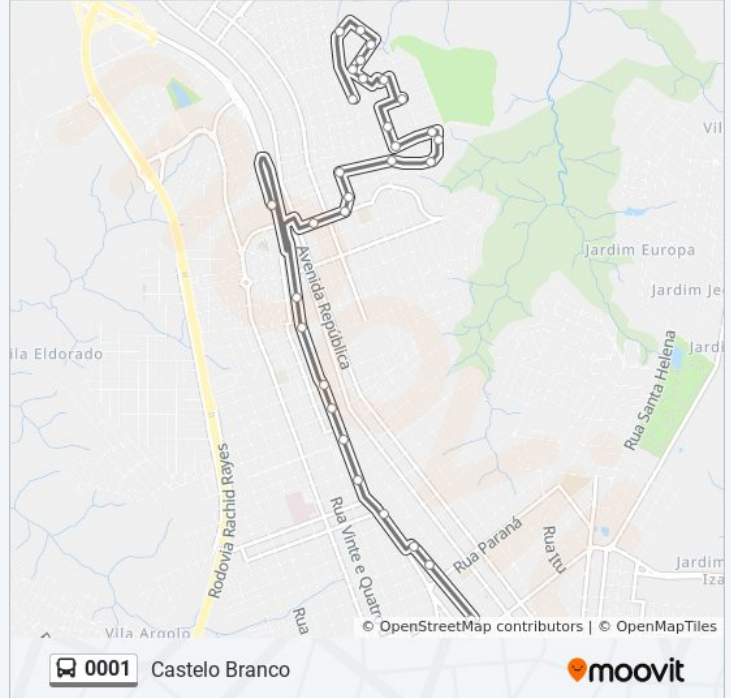 Vil
Jardim Europa
Jardim Je
Avenida República
Jardi
ila Eldorado
Rua Santa Helena
Rodovia Rachid Rayes
Rua Vinte e Quatro
Rua Paraná
Rua Itu
Jardim
Iza
Rua
Vila Argolo
© OpenStreetMap contributors | © OpenMapTiles
0001 Castelo Branco
moovit